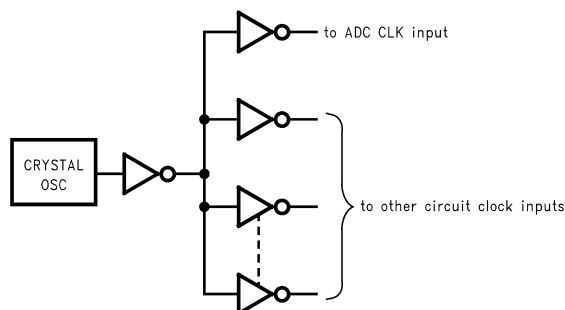 to ADC CLK input
CRYSTAL
OSC
to other circuit clock inputs